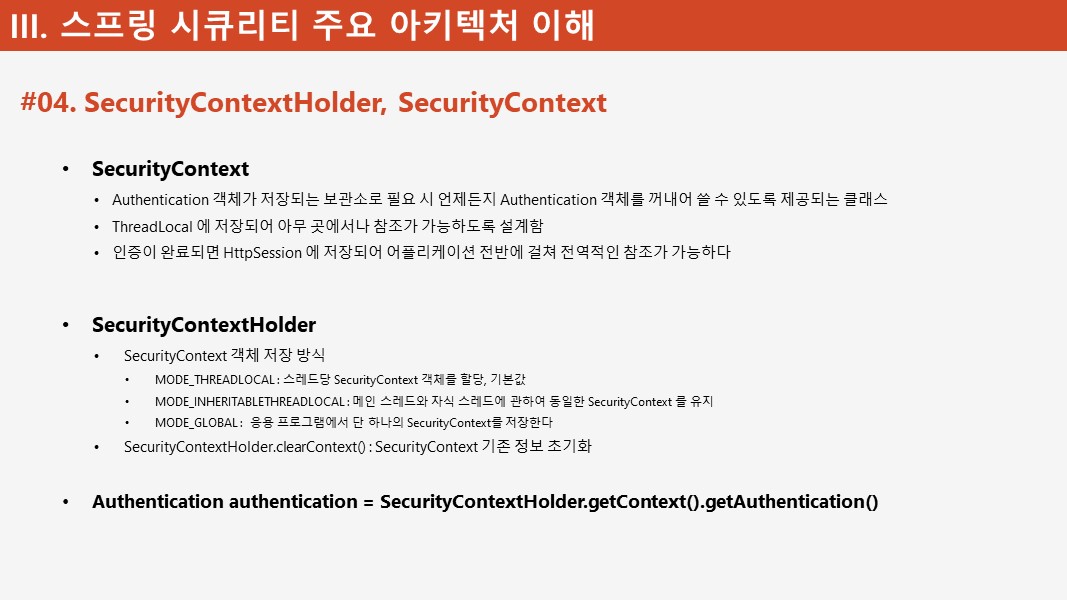 III. 스프링 시큐리티 주요 아키텍처 이해
#04. SecurityContextHolder, SecurityContext
• SecurityContext
• Authentication 객체가 저장되는 보관소로 필요 시 언제든지 Authentication 객체를 꺼내어 쓸 수 있도록 제공되는 클래스
• ThreadLocal 에 저장되어 아무 곳에서나 참조가 가능하도록 설계함
• 인증이 완료되면 HttpSession 에 저장되어 어플리케이션 전반에 걸쳐 전역적인 참조가 가능하다
• SecurityContextHolder
• SecurityContext 객체 저장 방식
• MODE_THREADLOCAL : 스레드당 SecurityContext 객체를 할당, 기본값
• MODE_INHERITABLETHREADLOCAL : 메인 스레드와 자식 스레드에 관하여 동일한 SecurityContext 를 유지
• MODE_GLOBAL : 응용 프로그램에서 단 하나의 SecurityContext를 저장한다
• SecurityContextHolder.clearContext() : SecurityContext 기존 정보 초기화
• Authentication authentication = SecurityContextHolder.getContext().getAuthentication()